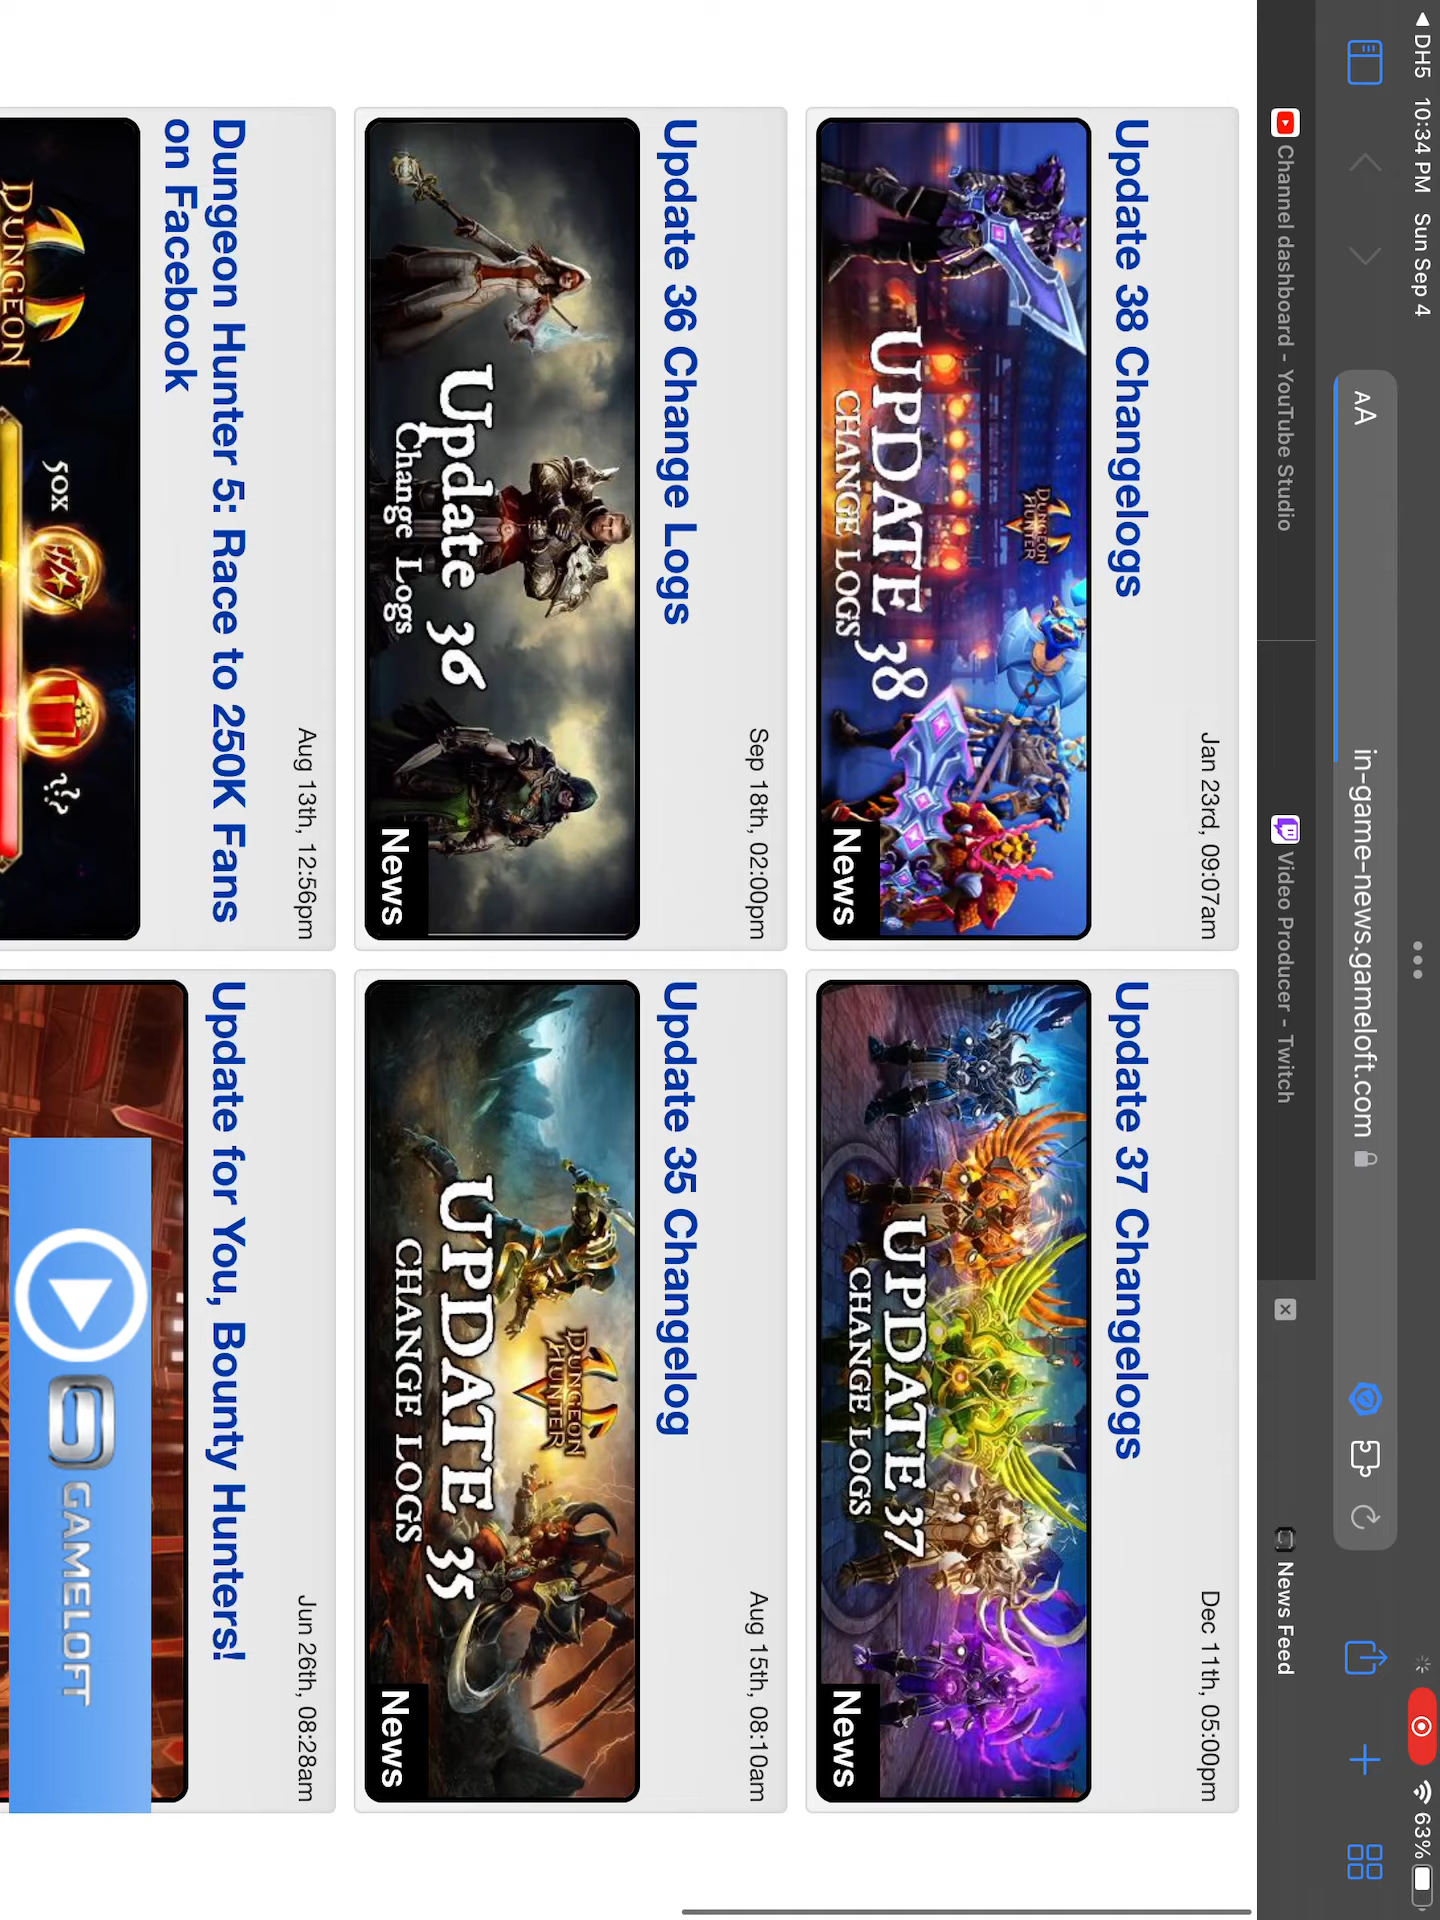 DH5 10:34 PM Sun Sep 4
63%
AA
in-game-news.gameloft.com
Channel dashboard - YouTube Studio
Video Producer - Twitch
News Feed
Jan 23rd, 09:07am
Update 38 Changelogs
DUNGEON
HUNTER
UPDATE 38
CHANGE LOGS
News
Dec 11th, 05:00pm
Update 37 Changelogs
UPDATE 37
CHANGE LOGS
News
Sep 18th, 02:00pm
Update 36 Change Logs
Update 36
Change Logs
News
Aug 15th, 08:10am
Update 35 Changelog
DUNGEON
HUNTER
UPDATE 35
CHANGE LOGS
News
Aug 13th, 12:56pm
Dungeon Hunter 5: Race to 250K Fans
on Facebook
50X
???
DUNGEON
Jun 26th, 08:28am
Update for You, Bounty Hunters!
GAMELOFT